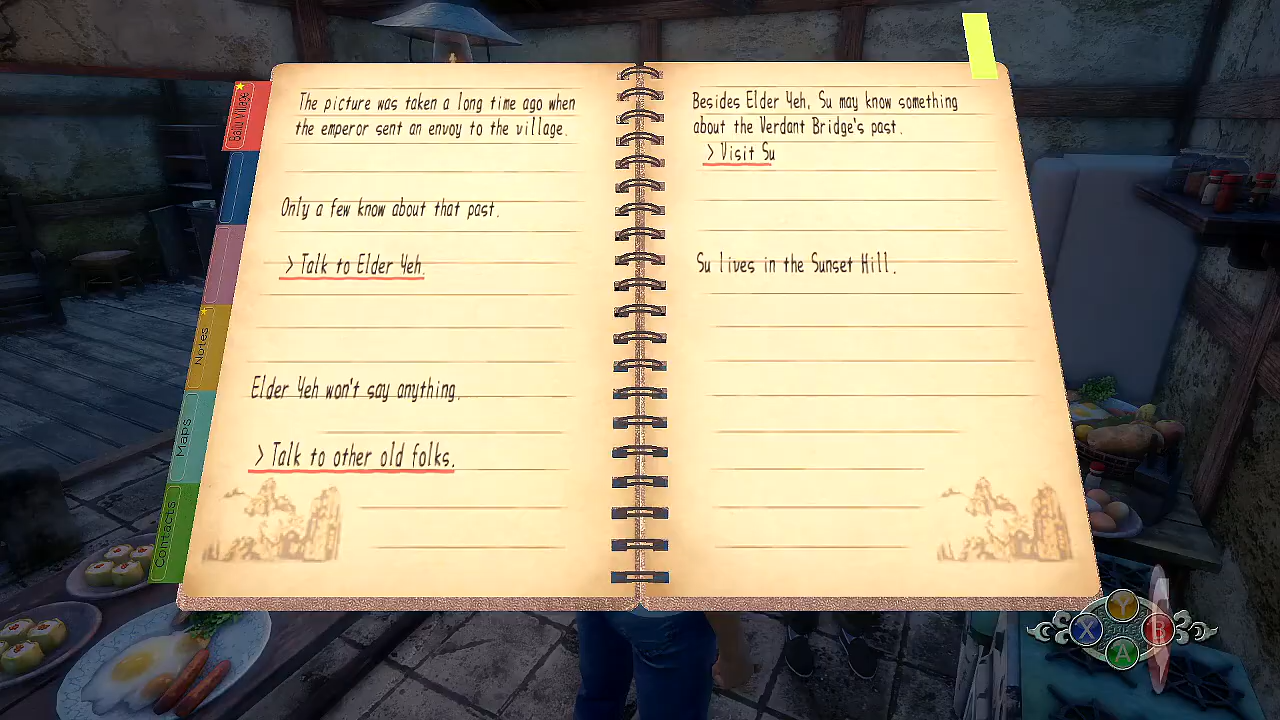 The picture was taken a long time ago when
the emperor sent an envoy to the village.
Only a few know about that past.
> Talk to Elder Yeh.
Elder Yeh won't say anything.
> Talk to other old folks.
Besides Elder Yeh, Su may know something
about the Verdant Bridge's past.
> Visit Su
Su lives in the Sunset Hill.
Bailu Village
Notes
Maps
Contacts
Y
X
B
A